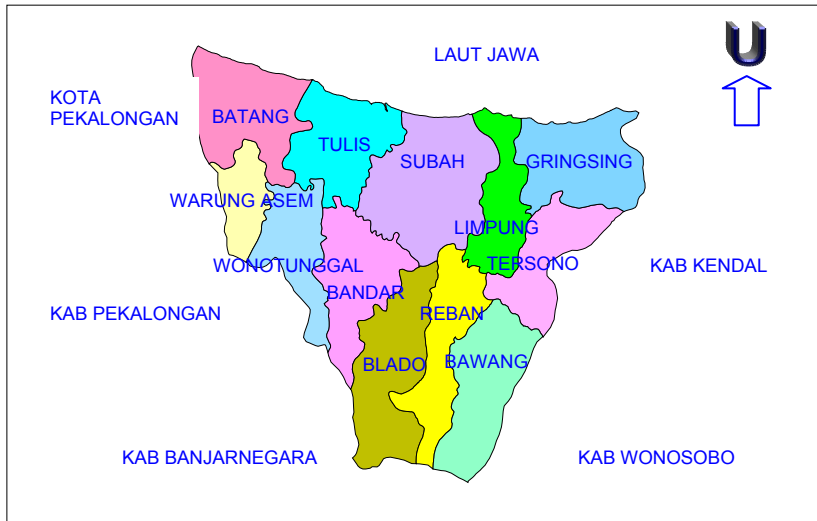 LAUT JAWA
U
KOTA
PEKALONGAN
BATANG
TULIS
SUBAH
GRINGSING
WARUNG ASEM
LIMPUNG
WONOTUNGGAL
TERSONO
KAB KENDAL
BANDAR
KAB PEKALONGAN
REBAN
BLADO
BAWANG
KAB BANJARNEGARA
KAB WONOSOBO